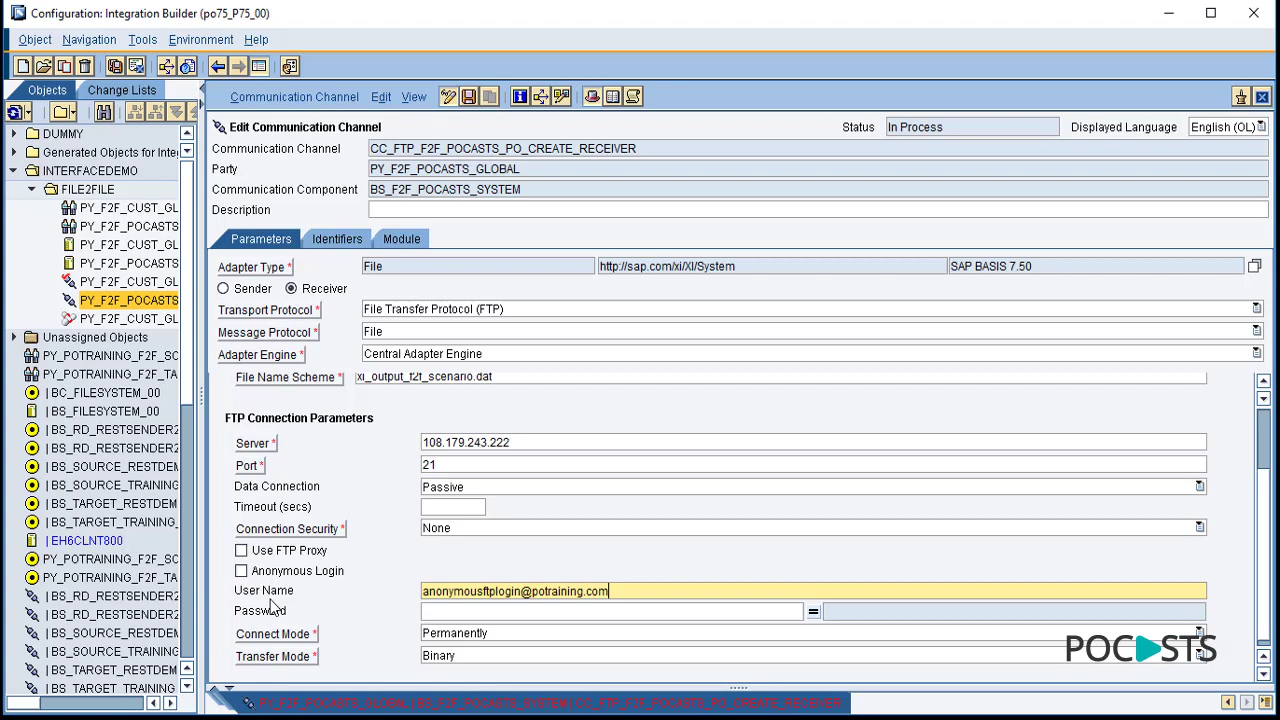 Configuration: Integration Builder (po75_P75_00)
Object Navigation Tools Environment Help
Objects Change Lists
DUMMY
Generated Objects for Inte
INTERFACEDEMO
FILE2FILE
PY_F2F_CUST_GL
PY_F2F_POCASTS
PY_F2F_CUST_GL
PY_F2F_POCASTS
PY_F2F_CUST_GL
PY_F2F_POCASTS
PY_F2F_CUST_GL
Unassigned Objects
PY_POTRAINING_F2F_SC
PY_POTRAINING_F2F_TA
| BC_FILESYSTEM_00
| BS_FILESYSTEM_00
| BS_RD_RESTSENDER2
| BS_RD_RESTSENDER2
| BS_SOURCE_RESTDEM
| BS_SOURCE_TRAINING
| BS_TARGET_RESTDEM
| BS_TARGET_TRAINING
| EH6CLNT800
PY_POTRAINING_F2F_SC
PY_POTRAINING_F2F_TA
| BS_RD_RESTSENDER2
| BS_RD_RESTSENDER2
| BS_SOURCE_RESTDEM
| BS_SOURCE_TRAINING
| BS_TARGET_RESTDEM
| BS_TARGET_TRAINING
Communication Channel Edit View
Edit Communication Channel
Status In Process Displayed Language English (OL)
Communication Channel CC_FTP_F2F_POCASTS_PO_CREATE_RECEIVER
Party PY_F2F_POCASTS_GLOBAL
Communication Component BS_F2F_POCASTS_SYSTEM
Description
Parameters Identifiers Module
Adapter Type * File http://sap.com/xi/XI/System SAP BASIS 7.50
Sender Receiver
Transport Protocol * File Transfer Protocol (FTP)
Message Protocol * File
Adapter Engine * Central Adapter Engine
File Name Scheme * xi_output_f2f_scenario.dat
FTP Connection Parameters
Server * 108.179.243.222
Port * 21
Data Connection Passive
Timeout (secs)
Connection Security * None
Use FTP Proxy
Anonymous Login
User Name anonymousftplogin@potraining.com
Password =
Connect Mode * Permanently
Transfer Mode * Binary
POCASTS
PY_F2F_POCASTS_GLOBAL | BS_F2F_POCASTS_SYSTEM | CC_FTP_F2F_POCASTS_PO_CREATE_RECEIVER